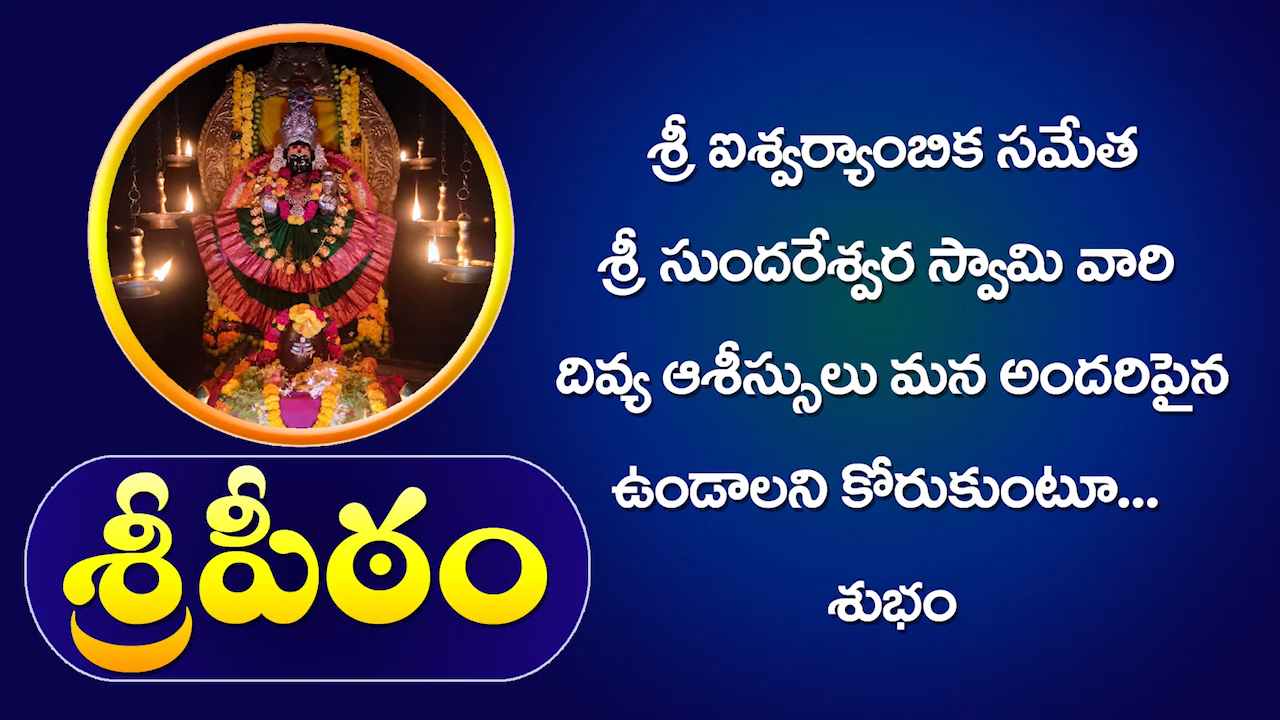 శ్రీ ఐశ్వర్యాంబిక సమేత
శ్రీ సుందరేశ్వర స్వామి వారి
దివ్య ఆశీస్సులు మన అందరిపైన
ఉండాలని కోరుకుంటూ...
శుభం
శ్రీపీఠం